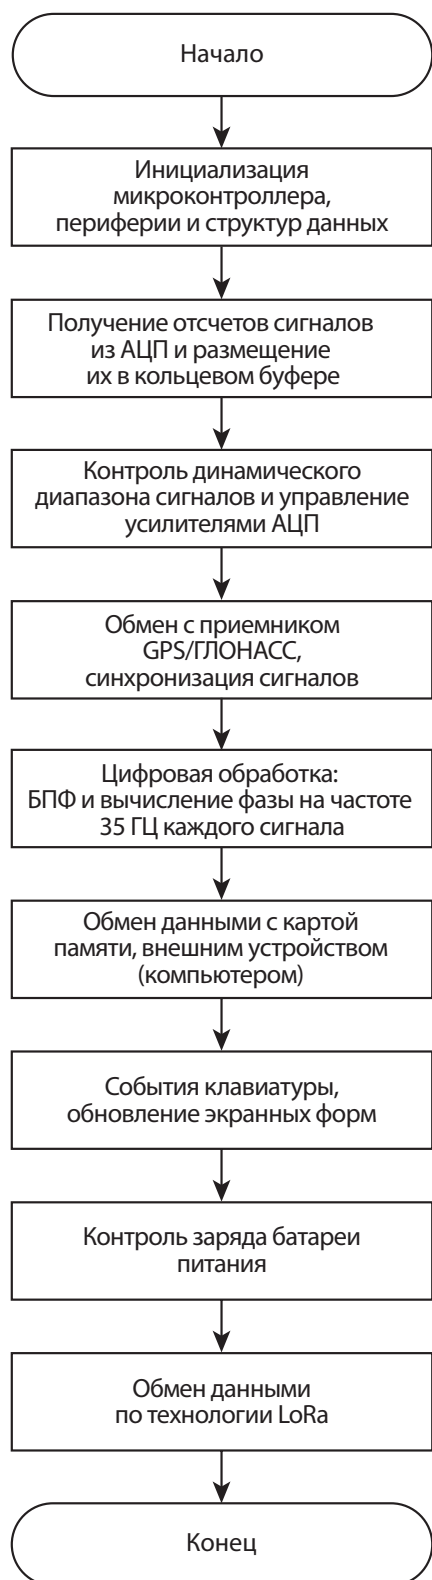 Начало
Инициализация
микроконтроллера,
периферии и структур данных
Получение отсчетов сигналов
из АЦП и размещение
их в кольцевом буфере
Контроль динамического
диапазона сигналов и управление
усилителями АЦП
Обмен с приемником
GPS/ГЛОНАСС,
синхронизация сигналов
Цифровая обработка:
БПФ и вычисление фазы на частоте
35 ГЦ каждого сигнала
Обмен данными с картой
памяти, внешним устройством
(компьютером)
События клавиатуры,
обновление экранных форм
Контроль заряда батареи
питания
Обмен данными
по технологии LoRa
Конец